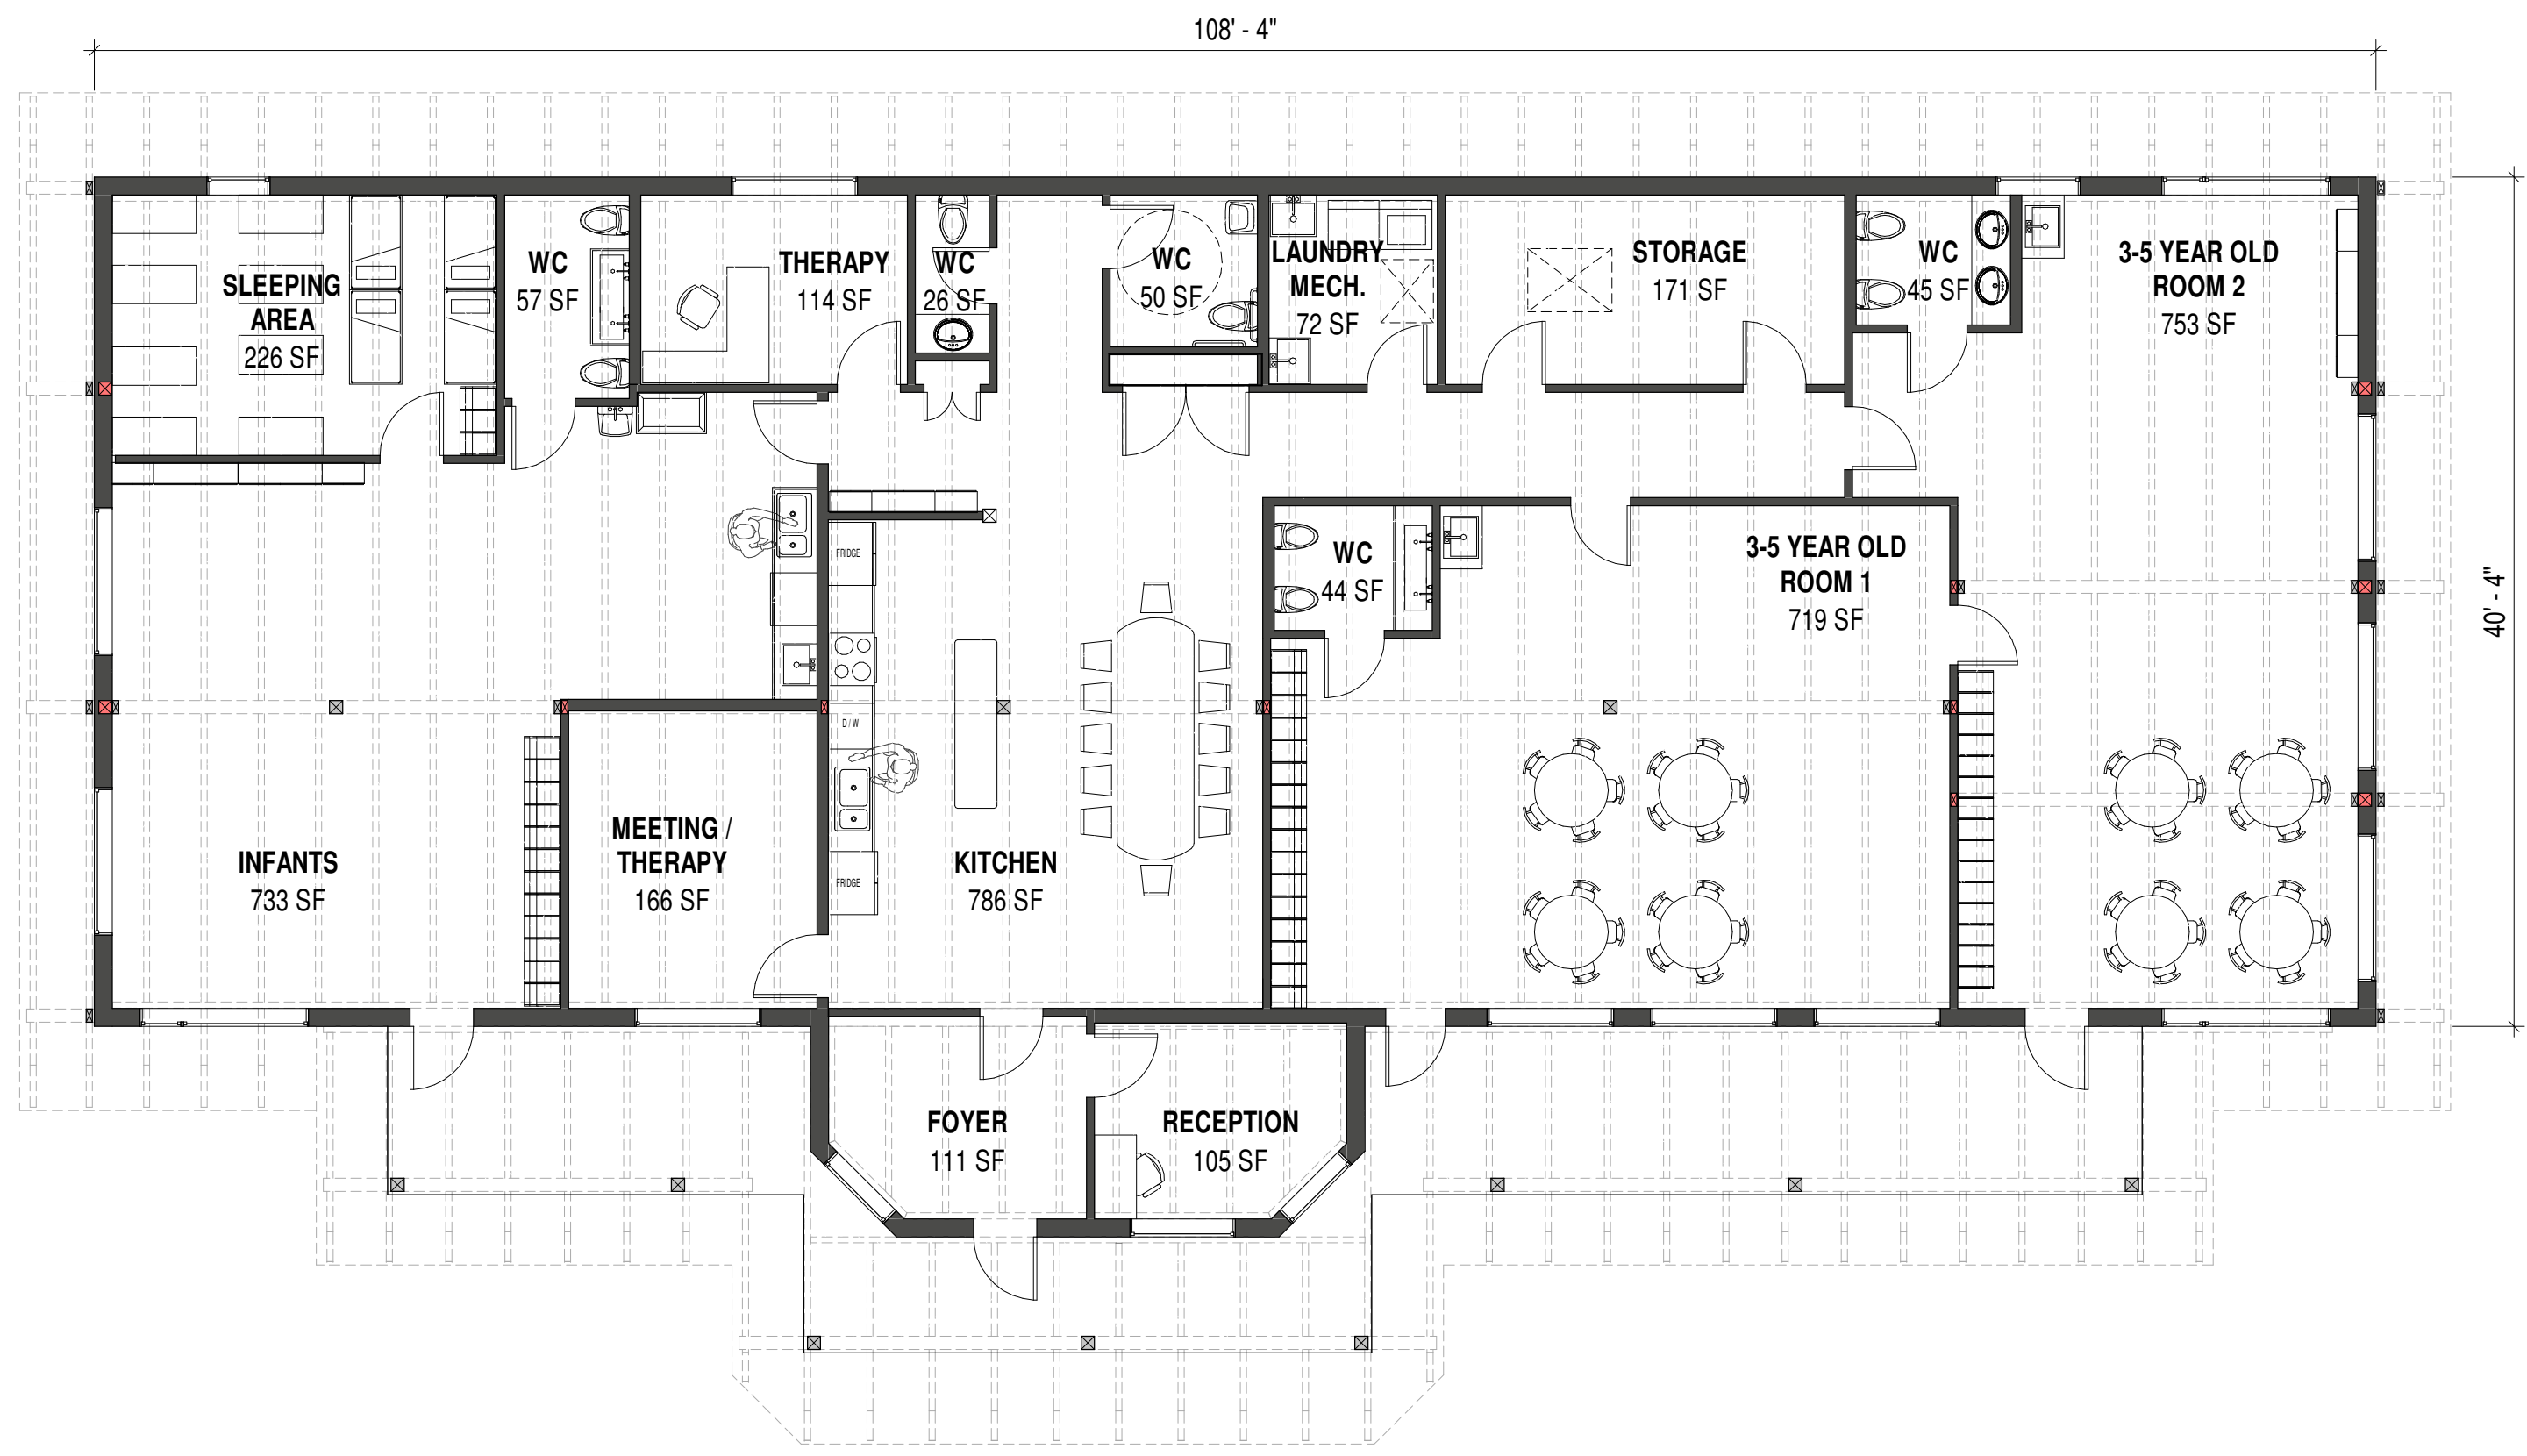 108' - 4"
SLEEPING
AREA
226 SF
WC
57 SF
THERAPY
114 SF
WC
26 SF
WC
50 SF
LAUNDRY
MECH.
72 SF
STORAGE
171 SF
WC
45 SF
3-5 YEAR OLD
ROOM 2
753 SF
FRIDGE
WC
44 SF
3-5 YEAR OLD
ROOM 1
719 SF
40' - 4"
D / W
INFANTS
733 SF
MEETING /
THERAPY
166 SF
FRIDGE
KITCHEN
786 SF
FOYER
111 SF
RECEPTION
105 SF